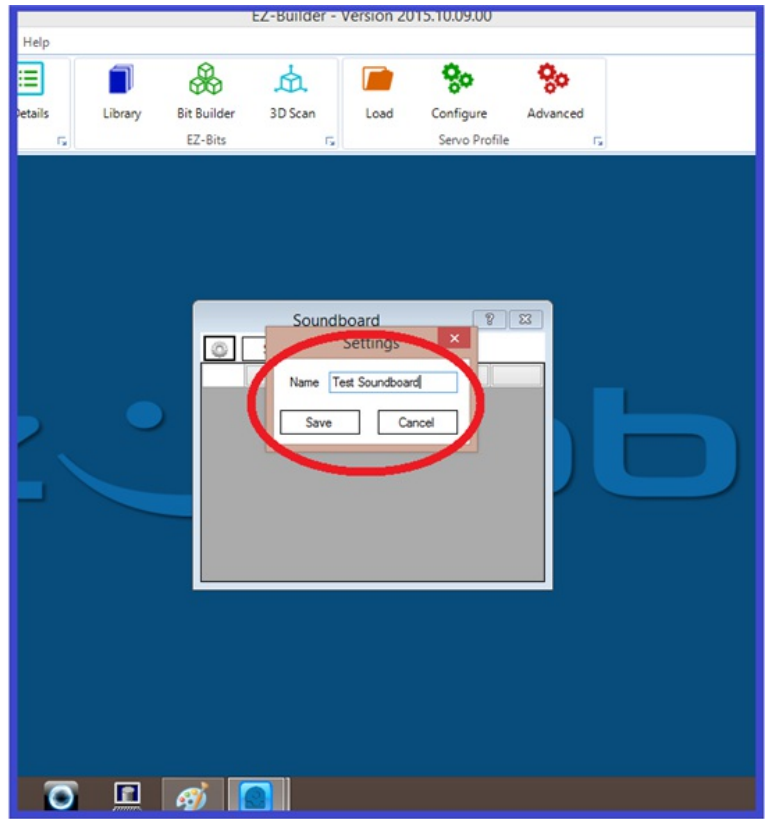 EZ-Builder - Version 2015.10.09.00
Help
Details
Library
Bit Builder
3D Scan
Load
Configure
Advanced
EZ-Bits
Servo Profile
Soundboard
Settings
Name Test Soundboard
Save Cancel